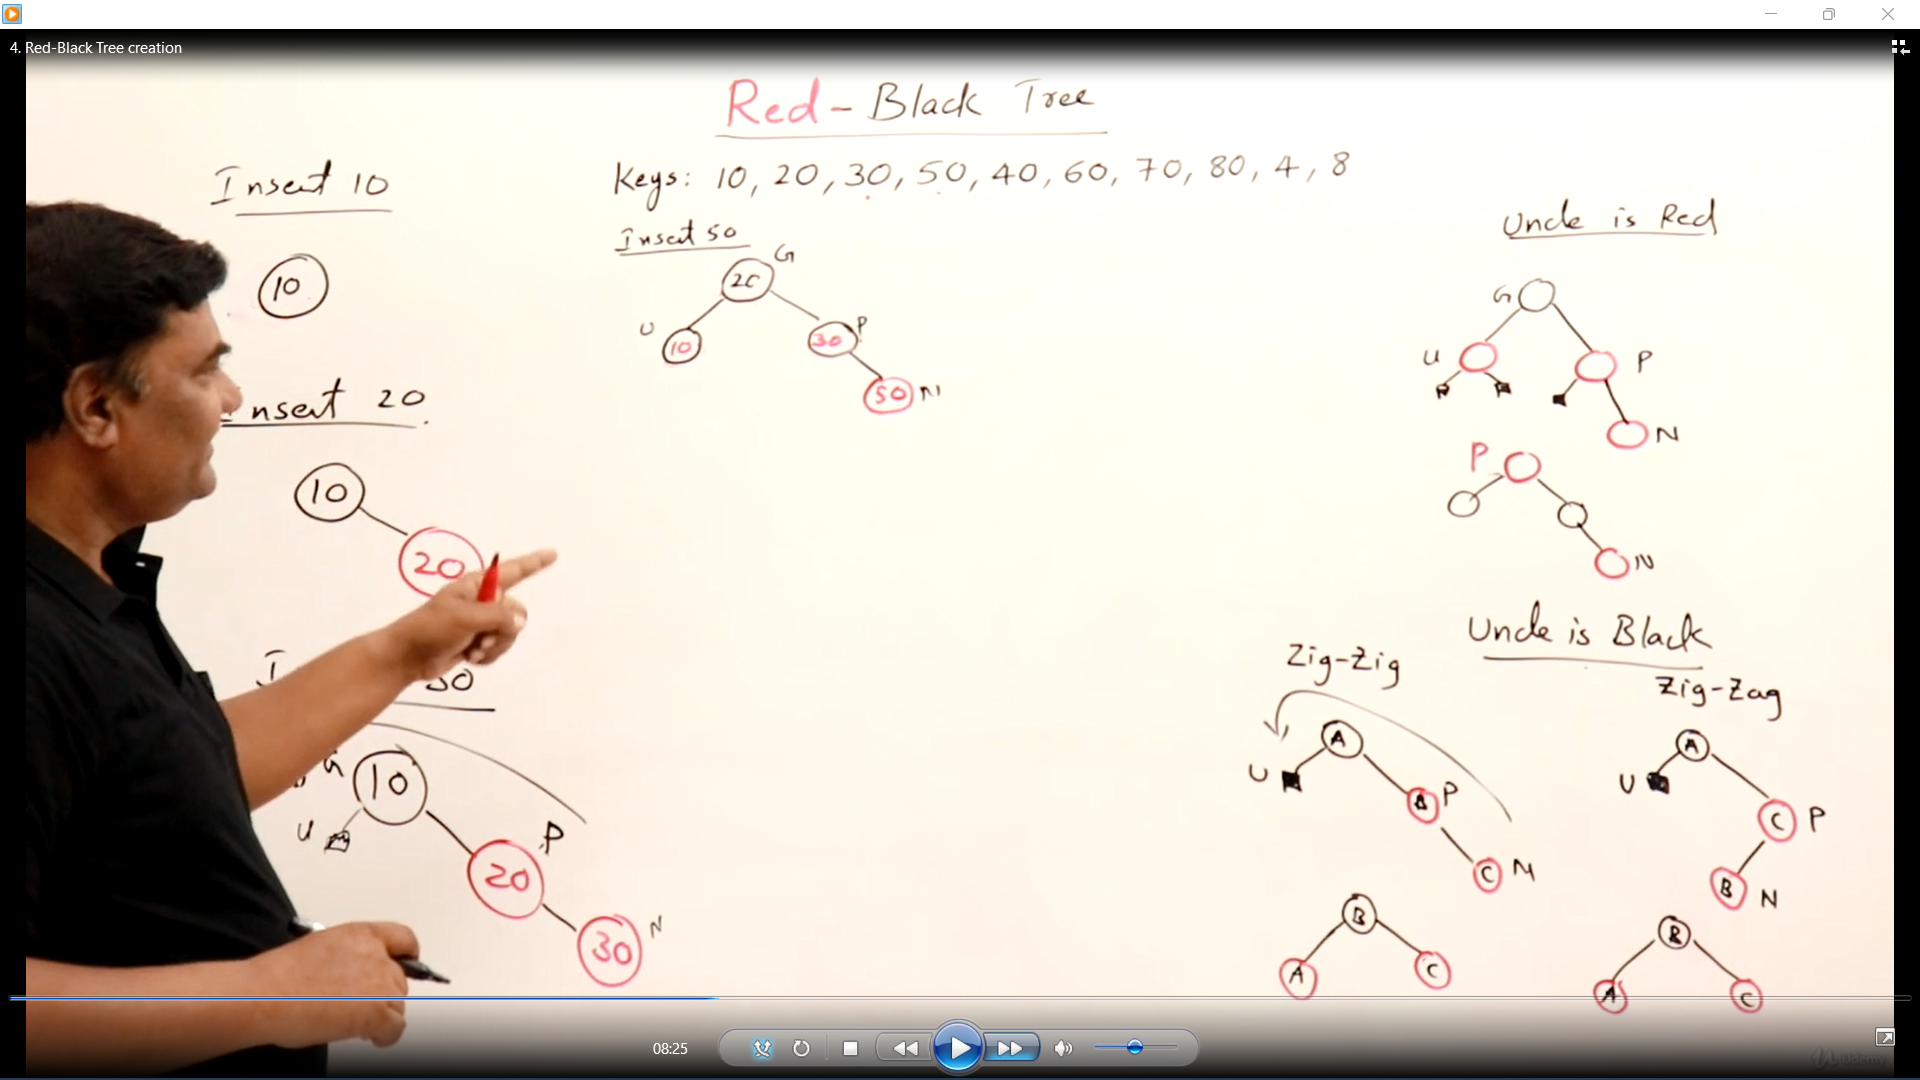 4. Red-Black Tree creation
Red - Black Tree
Keys: 10, 20, 30, 50, 40, 60, 70, 80, 4, 8
Insert 10
10
Insert 20
10
20
30
G
10
U
P
20
30
N
Insert 50
G
20
U
10
P
30
50
N
Uncle is Red
G
U
P
N
P
N
Uncle is Black
Zig-Zig
A
U
P
C
N
B
A
C
Zig-Zag
A
U
C
P
B
N
B
A
C
08:25
udemy